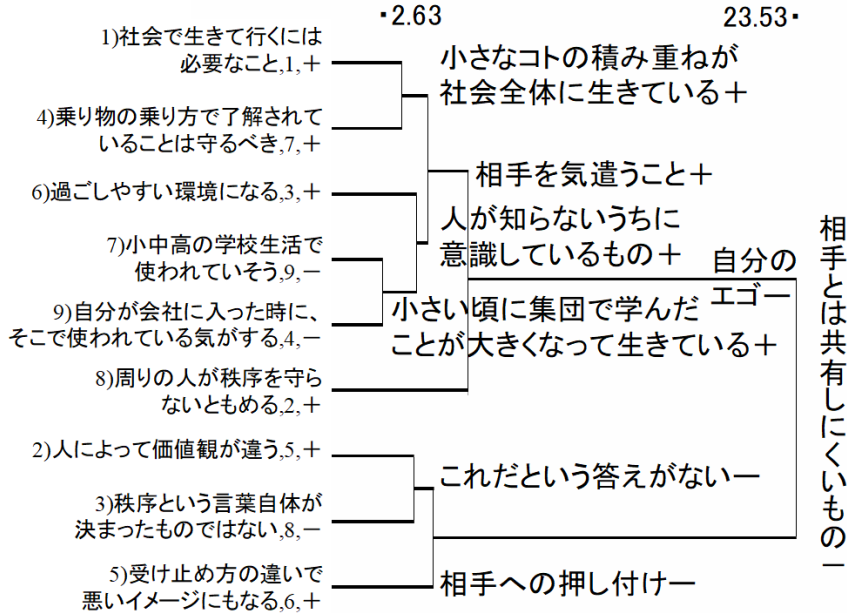 ・2.63
23.53・
1)社会で生きて行くには
必要なこと,1,＋
4)乗り物の乗り方で了解されて
いることは守るべき,7,＋
6)過ごしやすい環境になる,3,＋
7)小中高の学校生活で
使われていそう,9,－
9)自分が会社に入った時に、
そこで使われている気がする,4,－
8)周りの人が秩序を守ら
ないともめる,2,＋
2)人によって価値観が違う,5,＋
3)秩序という言葉自体が
決まったものではない,8,－
5)受け止め方の違いで
悪いイメージにもなる,6,＋
小さなコトの積み重ねが
社会全体に生きている＋
相手を気遣うこと＋
人が知らないうちに
意識しているもの＋
小さい頃に集団で学んだ
ことが大きくなって生きている＋
自分の
エゴー
これだという答えがないー
相手への押し付けー
相手とは共有しにくいものー